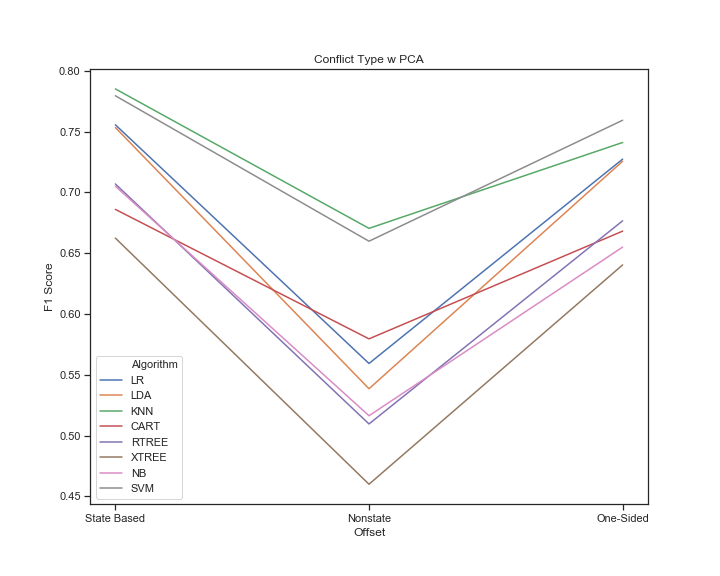 Conflict Type w PCA
0.80
0.75
0.70
0.65
0.60
0.55
0.50
0.45
F1 Score
Algorithm
LR
LDA
KNN
CART
RTREE
XTREE
NB
SVM
State Based
Nonstate
One-Sided
Offset